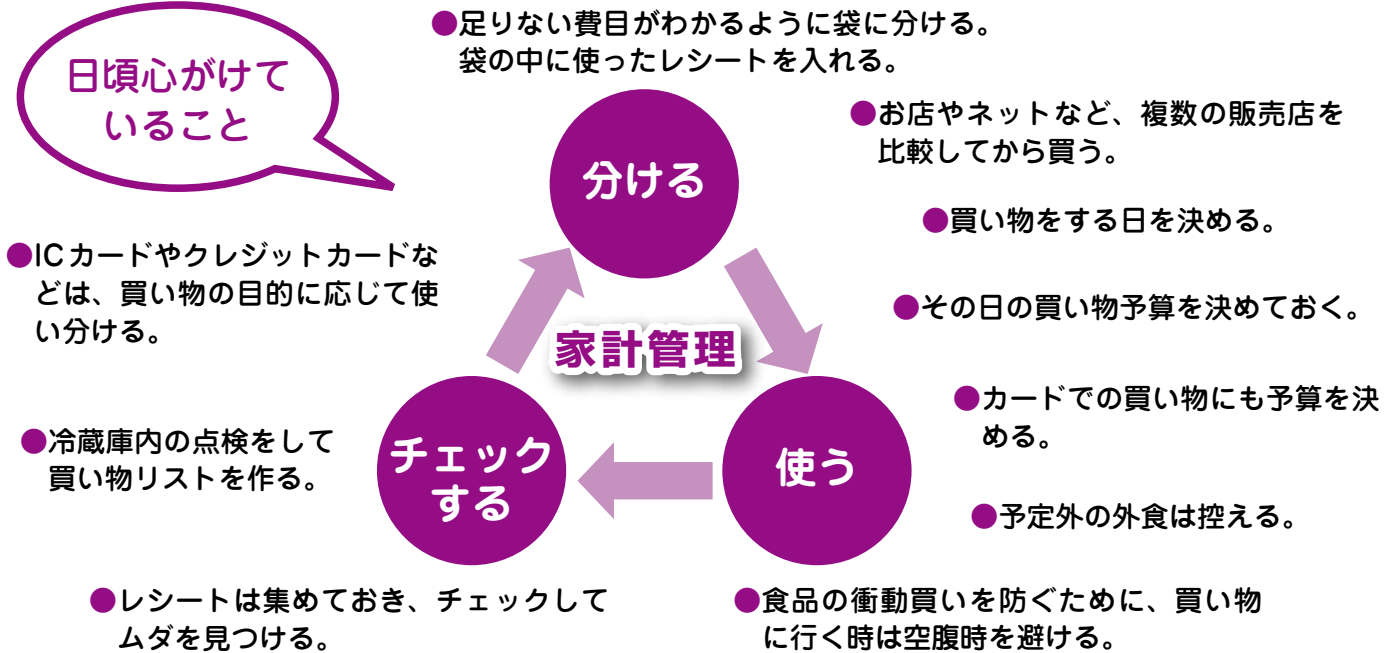 日頃心がけて
いること
●足りない費目がわかるように袋に分ける。
袋の中に使ったレシートを入れる。
分ける
●お店やネットなど、複数の販売店を
比較してから買う。
●買い物をする日を決める。
●その日の買い物予算を決めておく。
●カードでの買い物にも予算を決
める。
●予定外の外食は控える。
●食品の衝動買いを防ぐために、買い物
に行く時は空腹時を避ける。
使う
家計管理
チェック
する
●ICカードやクレジットカードな
どは、買い物の目的に応じて使
い分ける。
●冷蔵庫内の点検をして
買い物リストを作る。
●レシートは集めておき、チェックして
ムダを見つける。